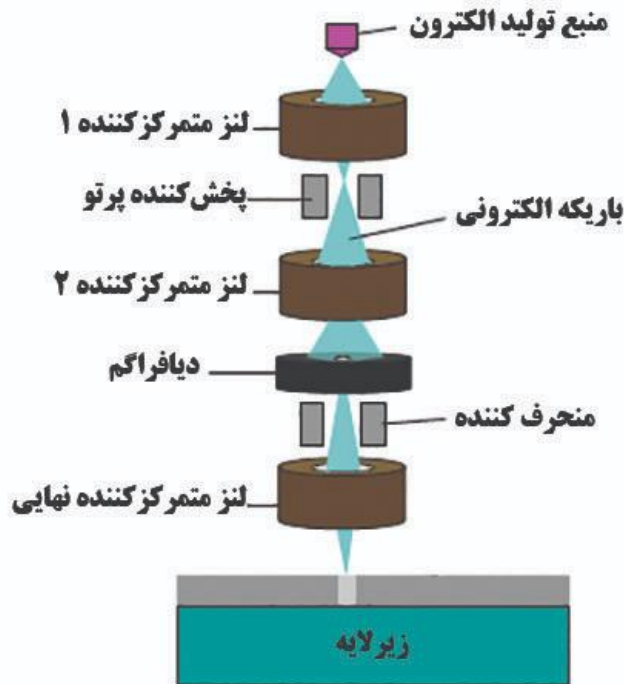 منبع تولید الکترون
لنز متمرکزکننده ۱
پخش‌کننده پرتو
باریکه الکترونی
لنز متمرکزکننده ۲
دیافراگم
منحرف کننده
لنز متمرکزکننده نهایی
زیرلایه